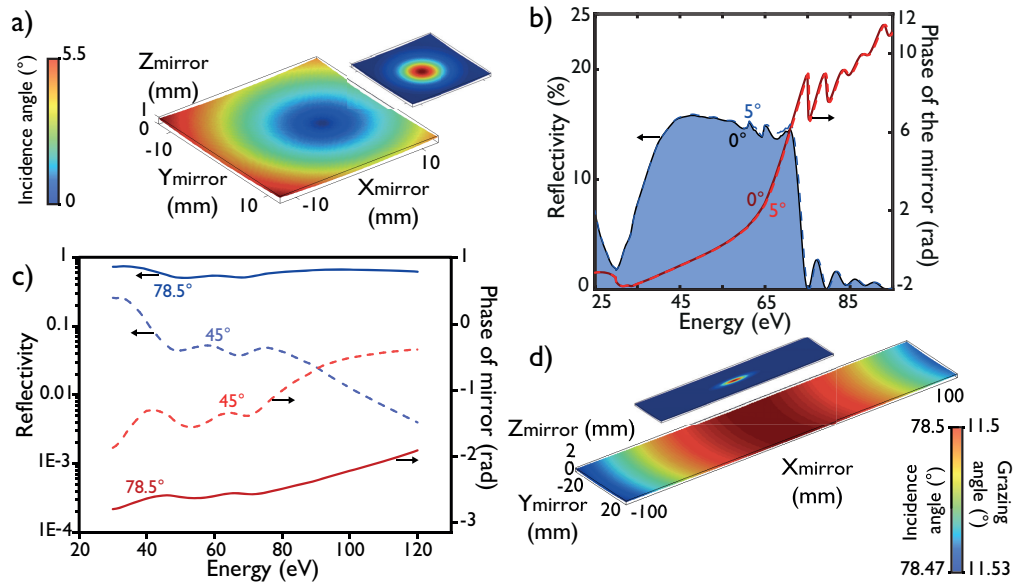 a)
Incidence angle (°)
5.5
0
Zmirror
(mm)
1
0
-10
10
Ymirror
(mm)
-10
10
Xmirror
(mm)
b)
Reflectivity (%)
25
20
10
0
5°
0°
0°
5°
25 45 65 85
Energy (eV)
12
10
6
2
-2
Phase of the mirror
(rad)
c)
Reflectivity
1
0.1
0.01
1E-3
1E-4
78.5°
45°
45°
78.5°
20 40 60 80 100 120
Energy (eV)
1
0
-1
-2
-3
Phase of mirror
(rad)
d)
Zmirror (mm)
2
0
-20
20
Ymirror
(mm)
-100
100
Xmirror
(mm)
Incidence
angle (°)
78.5
78.47
11.5
11.53
Grazing
angle (°)